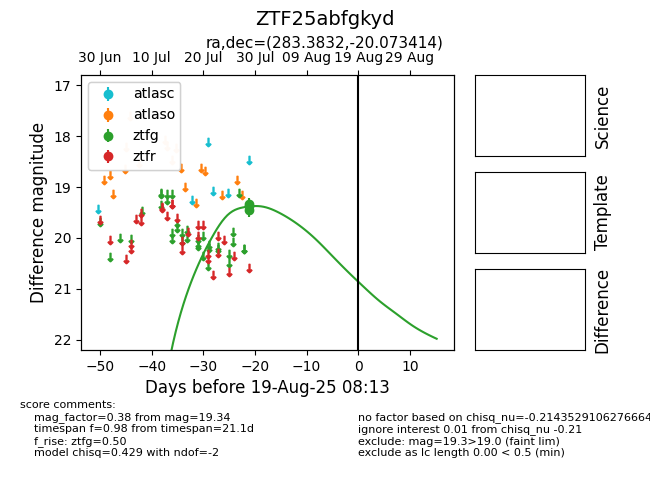 ZTF25abfgkyd
ra,dec=(283.3832,-20.073414)
30 Jun 10 Jul 20 Jul 30 Jul 09 Aug 19 Aug 29 Aug
atlasc
atlaso
ztfg
ztfr
17
18
19
20
21
22
Difference magnitude
−50 −40 −30 −20 −10 0 10
Days before 19-Aug-25 08:13
Science
Template
Difference
score comments:
mag_factor=0.38 from mag=19.34
timespan f=0.98 from timespan=21.1d
f_rise: ztfg=0.50
model chisq=0.429 with ndof=-2
no factor based on chisq_nu=-0.2143529106276664
ignore interest 0.01 from chisq_nu -0.21
exclude: mag=19.3>19.0 (faint lim)
exclude as lc length 0.00 < 0.5 (min)